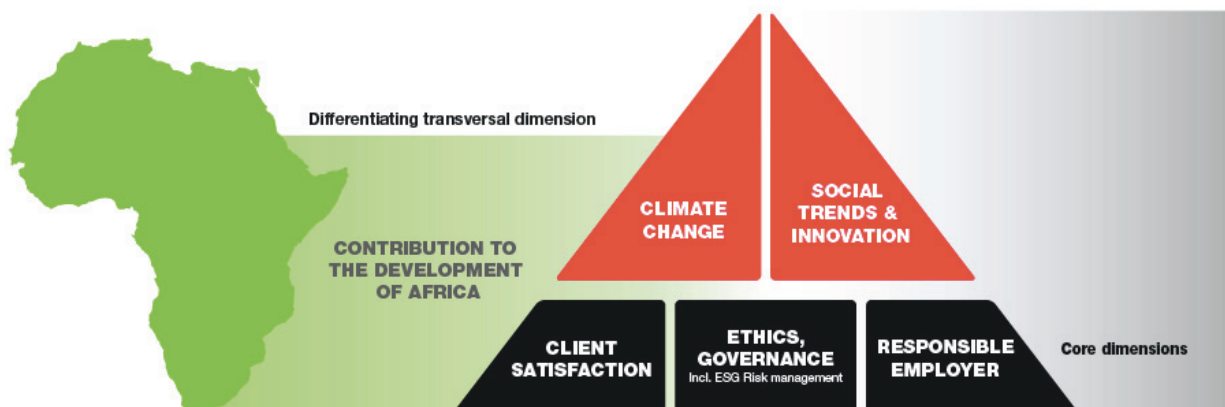 Differentiating transversal dimension
CONTRIBUTION TO
THE DEVELOPMENT
OF AFRICA
CLIMATE
CHANGE
SOCIAL
TRENDS &
INNOVATION
CLIENT
SATISFACTION
ETHICS,
GOVERNANCE
Incl. ESG Risk management
RESPONSIBLE
EMPLOYER
Core dimensions